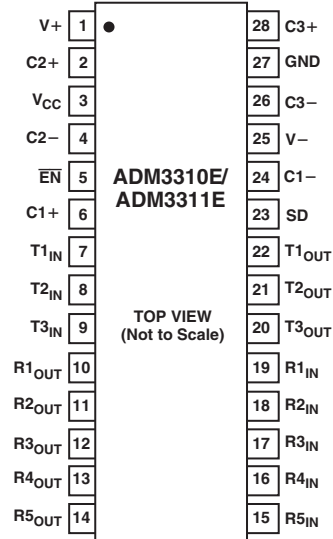 V+ 1 28 C3+
C2+ 2 27 GND
VCC 3 26 C3−
C2− 4 25 V−
E̅N̅ 5 24 C1−
C1+ 6 23 SD
ADM3310E/
ADM3311E
T1IN 7 22 T1OUT
T2IN 8 21 T2OUT
T3IN 9 20 T3OUT
TOP VIEW
(Not to Scale)
R1OUT 10 19 R1IN
R2OUT 11 18 R2IN
R3OUT 12 17 R3IN
R4OUT 13 16 R4IN
R5OUT 14 15 R5IN